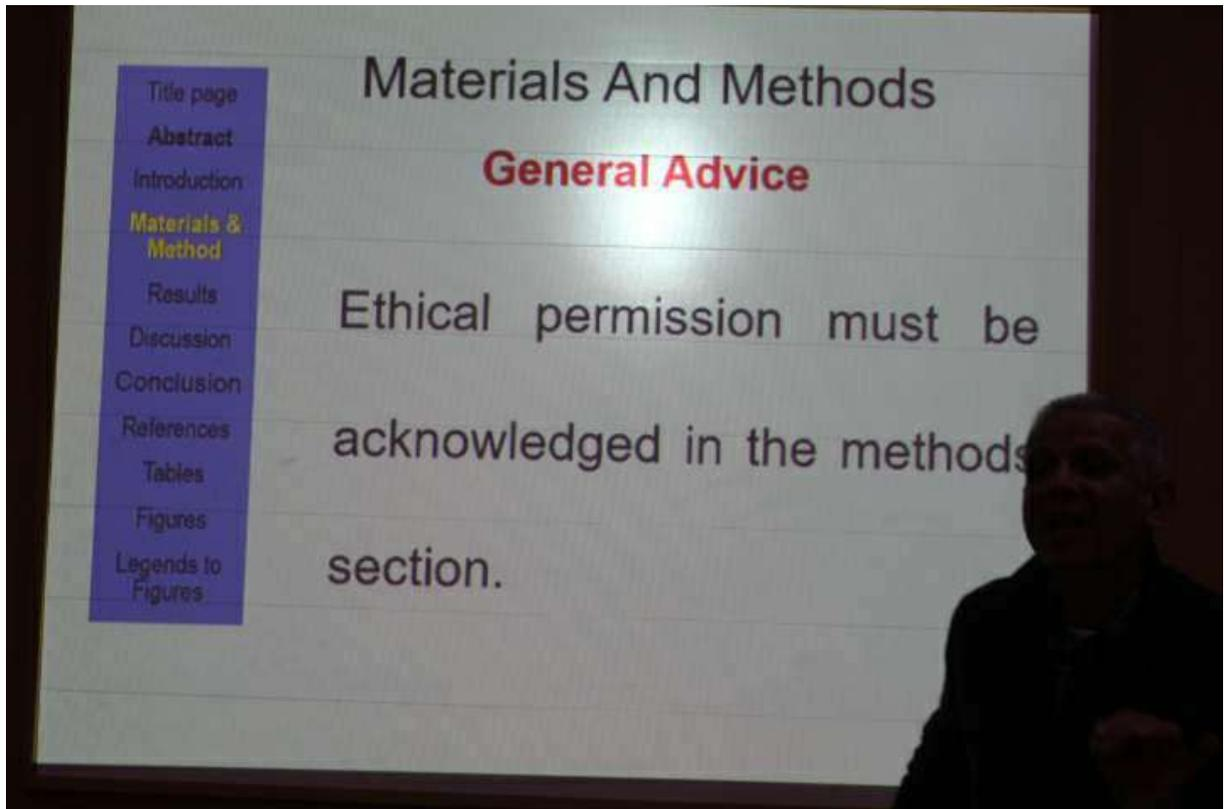 Materials And Methods
General Advice
Title page
Abstract
Introduction
Materials &
Method
Results
Discussion
Conclusion
References
Tables
Figures
Legends to
Figures
Ethical permission must be
acknowledged in the methods
section.